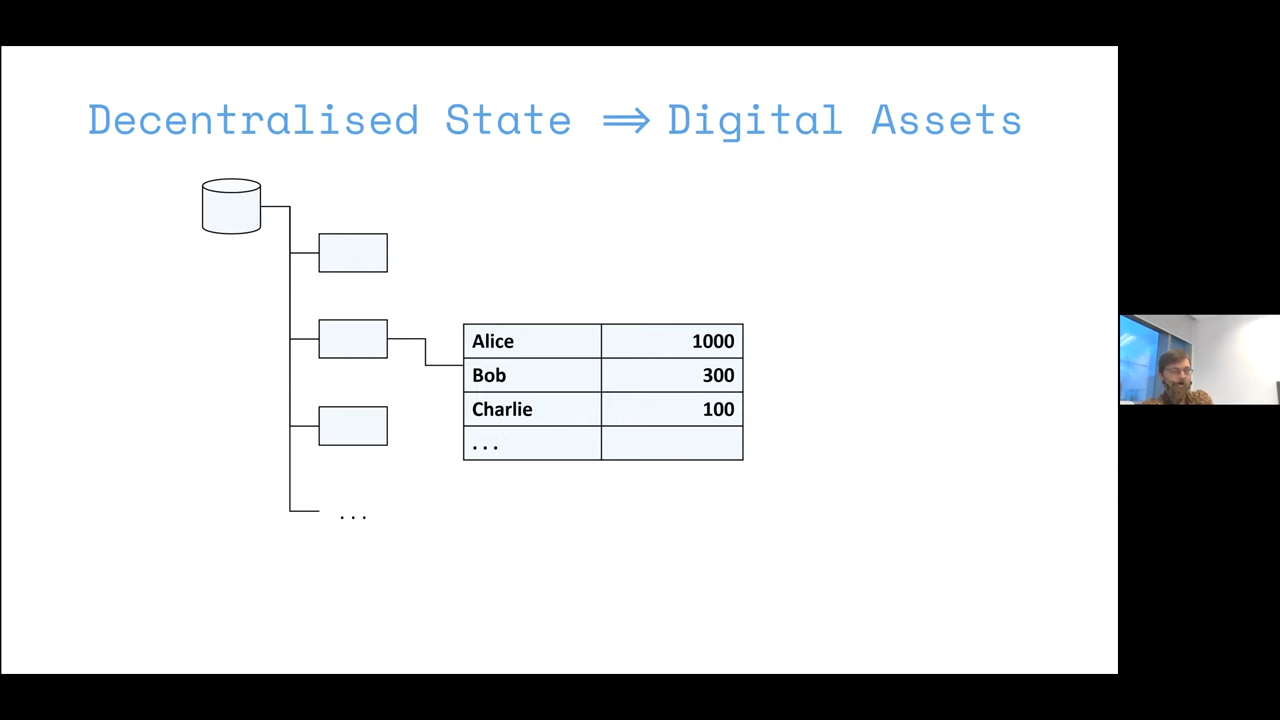 Decentralised State ⟹ Digital Assets
Alice 1000
Bob 300
Charlie 100
...
...